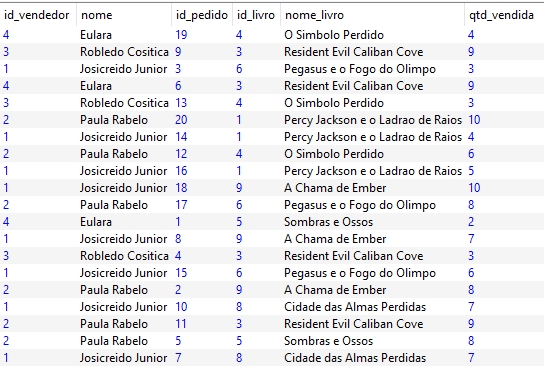 id_vendedor nome id_pedido id_livro nome_livro qtd_vendida
4 Eulara 19 4 O Simbolo Perdido 4
3 Robledo Cositica 9 3 Resident Evil Caliban Cove 9
1 Josicreido Junior 3 6 Pegasus e o Fogo do Olimpo 3
4 Eulara 6 3 Resident Evil Caliban Cove 9
3 Robledo Cositica 13 4 O Simbolo Perdido 3
2 Paula Rabelo 20 1 Percy Jackson e o Ladrao de Raios 10
1 Josicreido Junior 14 1 Percy Jackson e o Ladrao de Raios 4
2 Paula Rabelo 12 4 O Simbolo Perdido 6
1 Josicreido Junior 16 1 Percy Jackson e o Ladrao de Raios 5
1 Josicreido Junior 18 9 A Chama de Ember 10
2 Paula Rabelo 17 6 Pegasus e o Fogo do Olimpo 8
4 Eulara 1 5 Sombras e Ossos 2
1 Josicreido Junior 8 9 A Chama de Ember 7
3 Robledo Cositica 4 3 Resident Evil Caliban Cove 3
1 Josicreido Junior 15 6 Pegasus e o Fogo do Olimpo 6
2 Paula Rabelo 2 9 A Chama de Ember 8
1 Josicreido Junior 10 8 Cidade das Almas Perdidas 7
2 Paula Rabelo 11 3 Resident Evil Caliban Cove 9
2 Paula Rabelo 5 5 Sombras e Ossos 8
1 Josicreido Junior 7 8 Cidade das Almas Perdidas 7